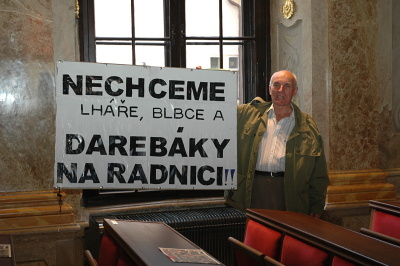 NECHCEME
LHÁŘE, BLBCE A
DAREBÁKY
NA RADNICI!!